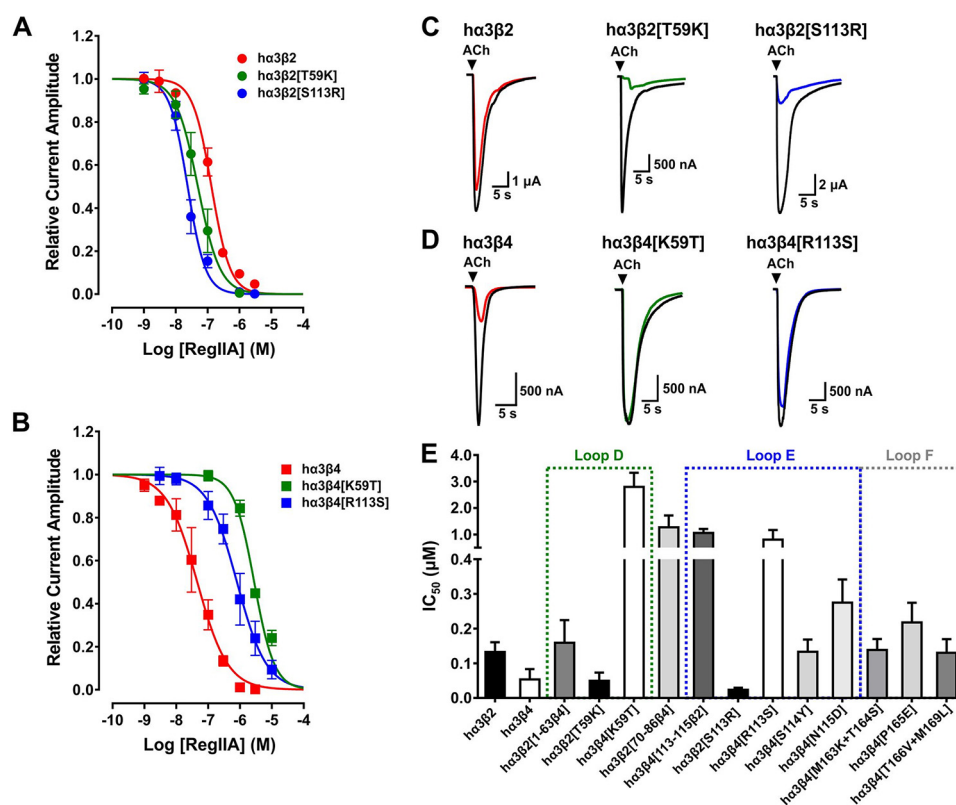 A
1.2
1.0
0.8
0.6
0.4
0.2
0.0
-10
-9
-8
-7
-6
-5
-4
Relative Current Amplitude
Log [RegIIA] (M)
hα3β2
hα3β2[T59K]
hα3β2[S113R]
B
1.2
1.0
0.8
0.6
0.4
0.2
0.0
-10
-9
-8
-7
-6
-5
-4
Relative Current Amplitude
Log [RegIIA] (M)
hα3β4
hα3β4[K59T]
hα3β4[R113S]
C
hα3β2
ACh
1 µA
5 s
hα3β2[T59K]
ACh
500 nA
5 s
hα3β2[S113R]
ACh
2 µA
5 s
D
hα3β4
ACh
500 nA
5 s
hα3β4[K59T]
ACh
500 nA
5 s
hα3β4[R113S]
ACh
500 nA
5 s
E
Loop D
Loop E
Loop F
4.0
3.0
2.0
1.0
0.4
0.3
0.2
0.1
0.0
IC50 (µM)
hα3β2
hα3β4
hα3β2[1-63β4]
hα3β2[T59K]
hα3β4[K59T]
hα3β2[70-86β4]
hα3β4[113-115β2]
hα3β2[S113R]
hα3β4[R113S]
hα3β4[S114Y]
hα3β4[N115D]
hα3β4[M163K+T164S]
hα3β4[P165E]
hα3β4[T166V+M169L]